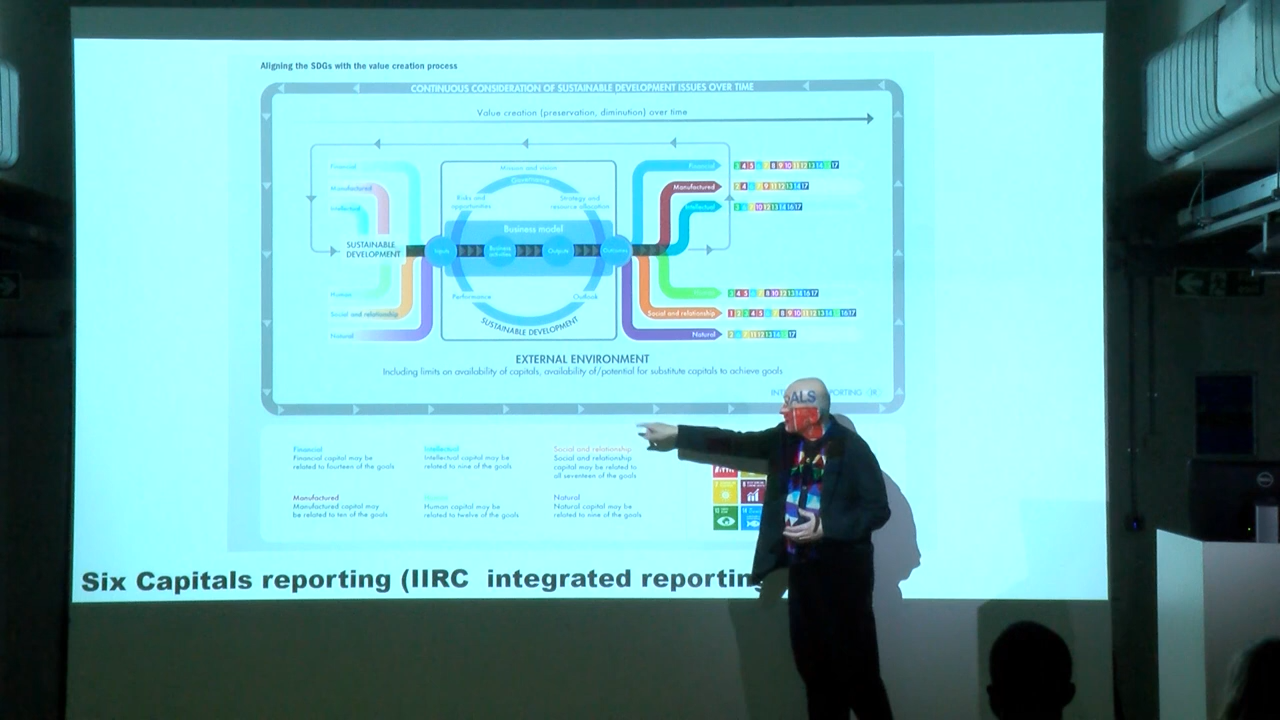 Aligning the SDGs with the value creation process
CONTINUOUS CONSIDERATION OF SUSTAINABLE DEVELOPMENT ISSUES OVER TIME
Value creation (preservation, diminution) over time
Financial
Manufactured
Intellectual
SUSTAINABLE
DEVELOPMENT
Human
Social and relationship
Natural
Mission and vision
Governance
Risks and
opportunities
Strategy and
resource allocation
Business model
Inputs
Business
activities
Outputs
Outcomes
Performance
Outlook
SUSTAINABLE DEVELOPMENT
Financial
Manufactured
Intellectual
Human
Social and relationship
Natural
EXTERNAL ENVIRONMENT
Including limits on availability of capitals, availability of/potential for substitute capitals to achieve goals
ALS
Financial
Financial capital may be
related to fourteen of the goals
Intellectual
Intellectual capital may be
related to nine of the goals
Social and relationship
Social and relationship
capital may be related to
all seventeen of the goals
Manufactured
Manufactured capital may
be related to ten of the goals
Human
Human capital may be
related to twelve of the goals
Natural
Natural capital may be
related to nine of the goals
Six Capitals reporting (IIRC integrated reporting